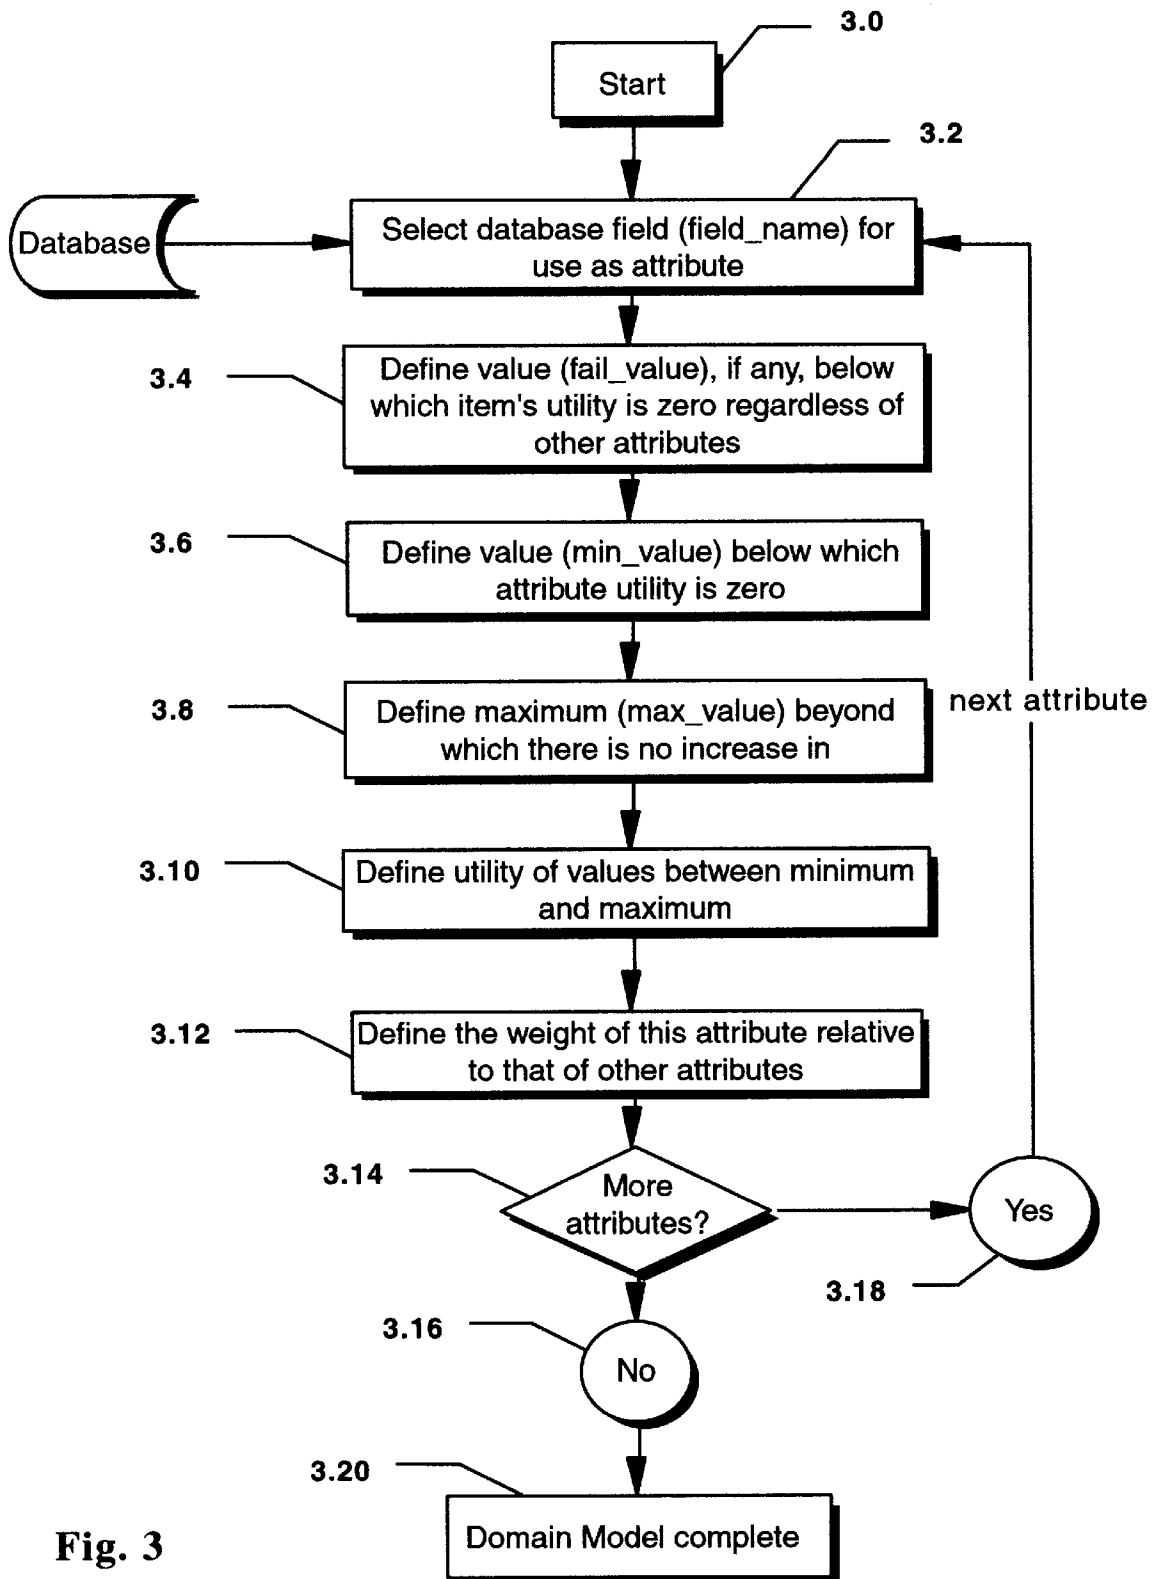 3.0
Start
3.2
Database
Select database field (field_name) for
use as attribute
3.4
Define value (fail_value), if any, below
which item's utility is zero regardless of
other attributes
3.6
Define value (min_value) below which
attribute utility is zero
3.8
Define maximum (max_value) beyond
which there is no increase in
next attribute
3.10
Define utility of values between minimum
and maximum
3.12
Define the weight of this attribute relative
to that of other attributes
3.14
More
attributes?
Yes
3.18
3.16
No
3.20
Domain Model complete
Fig. 3